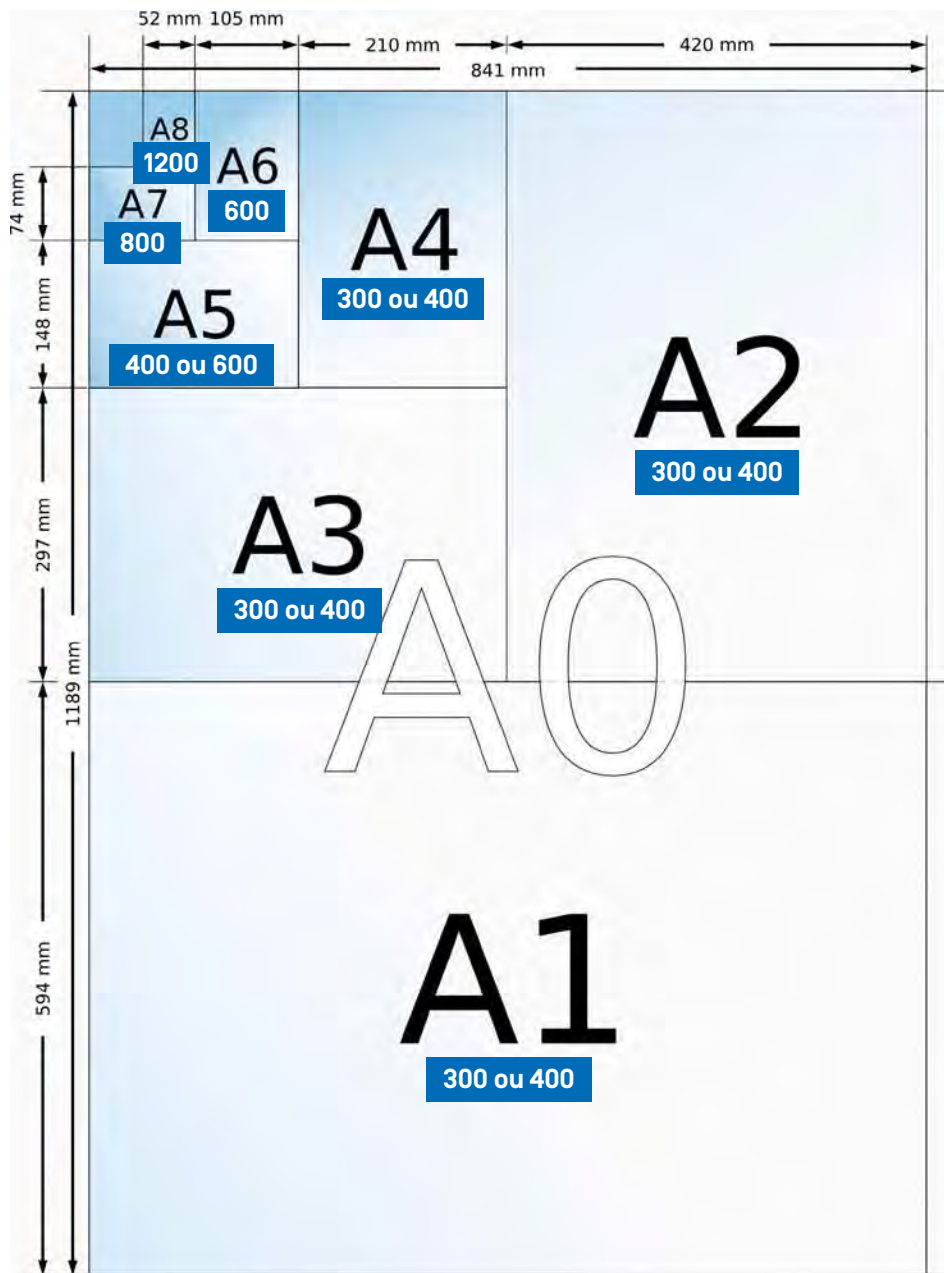 52 mm 105 mm
210 mm
420 mm
841 mm
A8
1200
A6
600
74 mm
A7
800
A4
300 ou 400
148 mm
A5
400 ou 600
A2
300 ou 400
297 mm
A3
300 ou 400
A0
1189 mm
594 mm
A1
300 ou 400